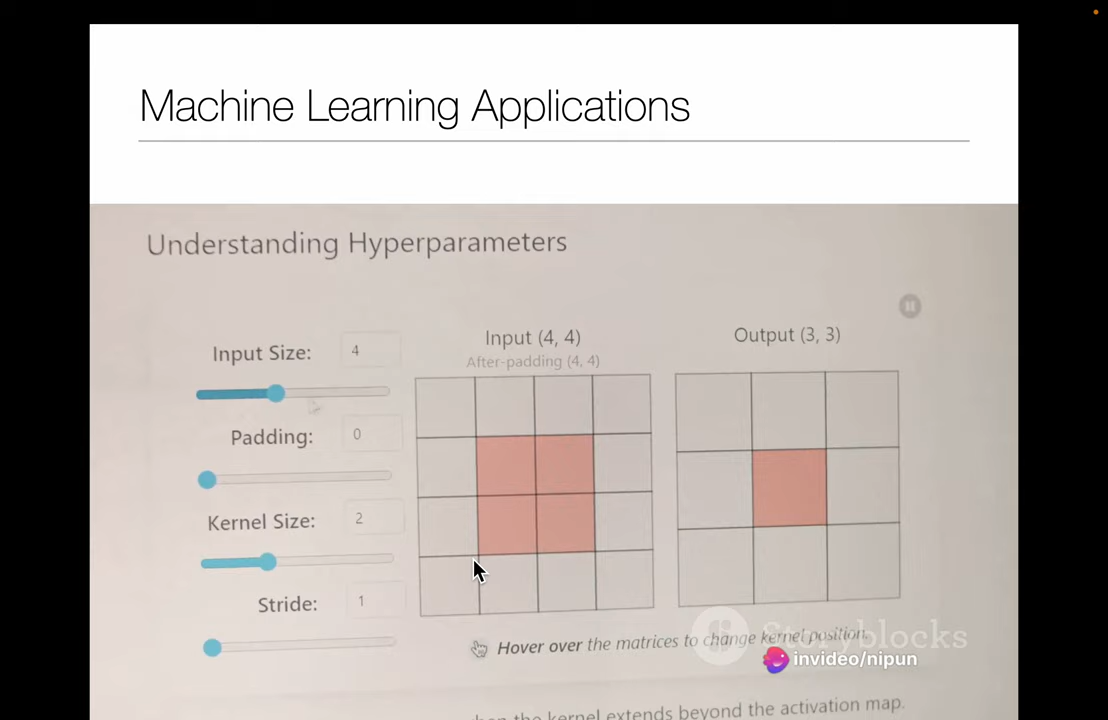 Machine Learning Applications
Understanding Hyperparameters
Input Size: 4
Padding: 0
Kernel Size: 2
Stride: 1
Input (4, 4)
After-padding (4, 4)
Output (3, 3)
Hover over the matrices to change kernel position.
Storyblocks
invideo/nipun
the kernel extends beyond the activation map.